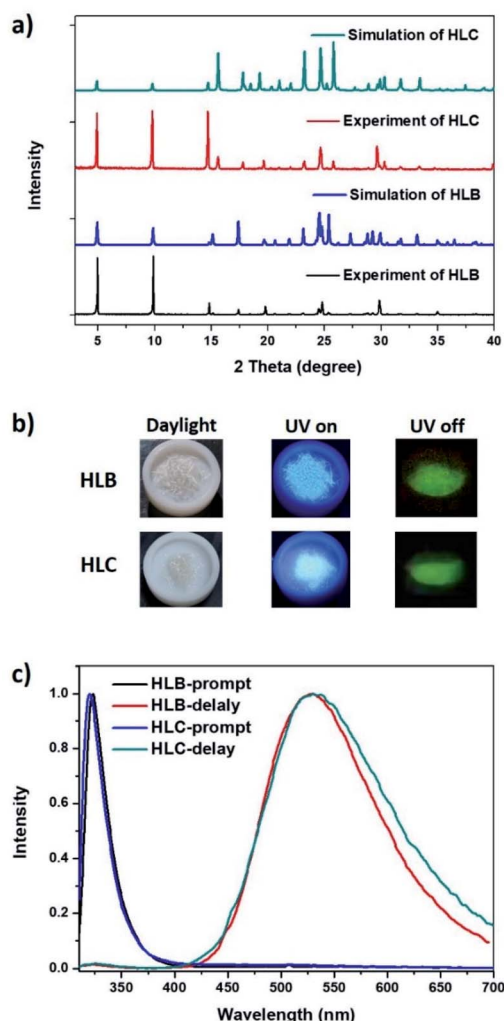 a)
Simulation of HLC
Experiment of HLC
Simulation of HLB
Experiment of HLB
Intensity
5 10 15 20 25 30 35 40
2 Theta (degree)
b)
Daylight UV on UV off
HLB
HLC
c)
HLB-prompt
HLB-delaly
HLC-prompt
HLC-delay
Intensity
1.0
0.8
0.6
0.4
0.2
0.0
350 400 450 500 550 600 650 700
Wavelength (nm)